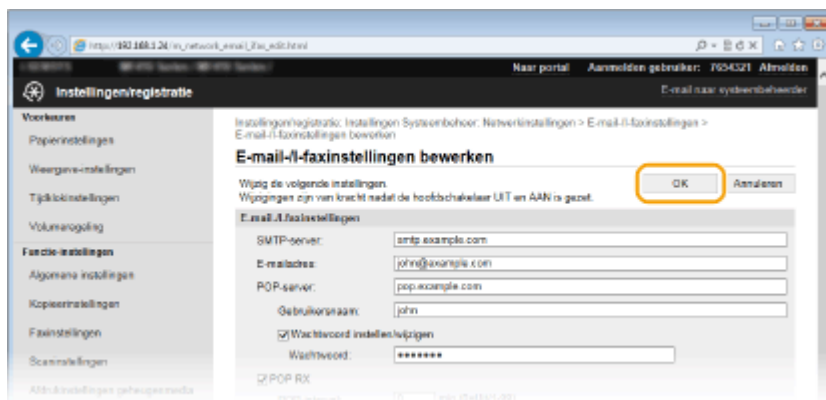 http://192.168.1.24/m_network_email_ifax_edit.html
Naar portal Aanmelden gebruiker: 7654321 Afmelden
Instellingen/registratie
E-mail naar systeembeheerder
Voorkeuren
Papierinstellingen
Weergave-instellingen
Tijdklokinstellingen
Volumeregeling
Functie-instellingen
Algemene instellingen
Kopieerinstellingen
Faxinstellingen
Scaninstellingen
Afdrukinstellingen geheugenmedia
Instellingen/registratie: Instellingen Systeembeheer: Netwerkinstellingen > E-mail-/I-faxinstellingen >
E-mail-/I-faxinstellingen bewerken
E-mail-/I-faxinstellingen bewerken
Wijzig de volgende instellingen.
Wijzigingen zijn van kracht nadat de hoofdschakelaar UIT en AAN is gezet.
OK Annuleren
E-mail-/I-faxinstellingen
SMTP-server: smtp.example.com
E-mailadres: john@example.com
POP-server: pop.example.com
Gebruikersnaam: john
Wachtwoord instellen/wijzigen
Wachtwoord: •••••••
POP RX